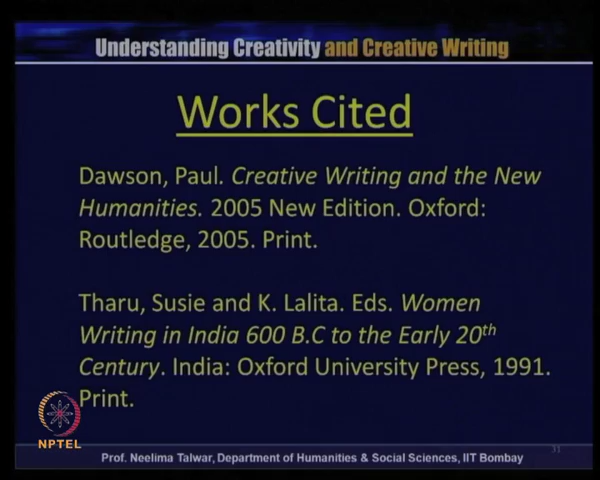 Understanding Creativity and Creative Writing
Works Cited
Dawson, Paul. Creative Writing and the New
Humanities. 2005 New Edition. Oxford:
Routledge, 2005. Print.
Tharu, Susie and K. Lalita. Eds. Women
Writing in India 600 B.C to the Early 20th
Century. India: Oxford University Press, 1991.
Print.
NPTEL
Prof. Neelima Talwar, Department of Humanities & Social Sciences, IIT Bombay
31